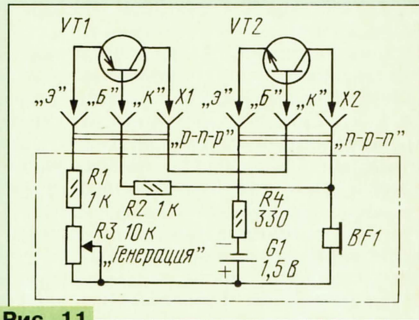 VT1 VT2
„Э" „Б" „к" X1 „Э" „Б" „к" X2
„p-n-p" „n-p-n"
R1
1 к
R2 1 к
R4
330
R3 10 к
„Генерация"
BF1
– G1
+ 1,5 В
Рис. 11